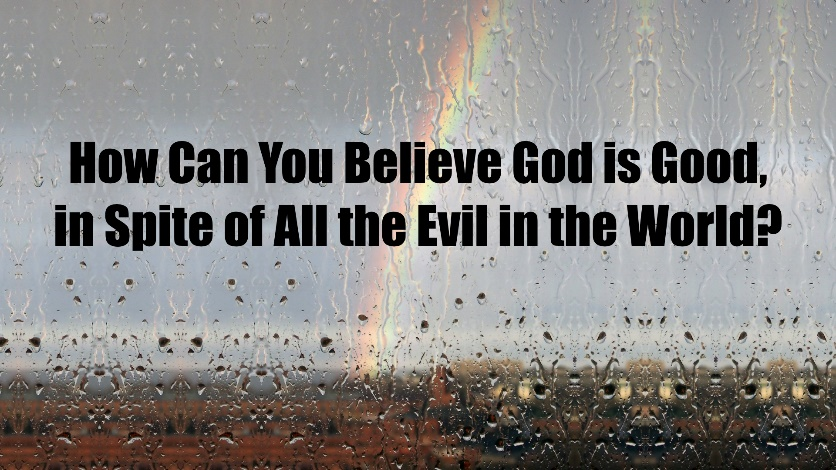 How Can You Believe God is Good,
in Spite of All the Evil in the World?